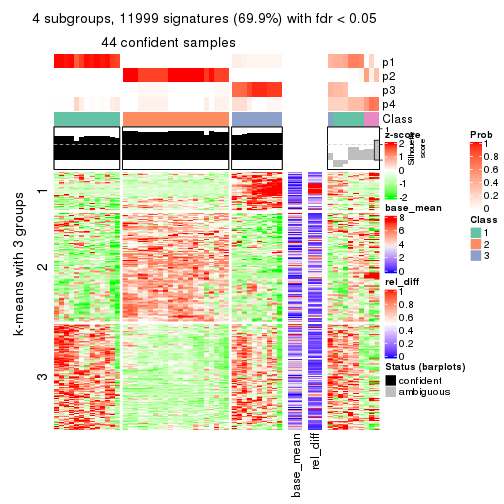 4 subgroups, 11999 signatures (69.9%) with fdr < 0.05
44 confident samples
p1
p2
p3
p4
Class
1
Silhouette
score
z-score
2
1
0
-1
-2
Prob
1
0.8
0.6
0.4
0.2
0
1
2
3
k-means with 3 groups
base_mean
8
6
4
2
0
Class
1
2
3
rel_diff
1
0.8
0.6
0.4
0.2
0
Status (barplots)
confident
ambiguous
base_mean
rel_diff